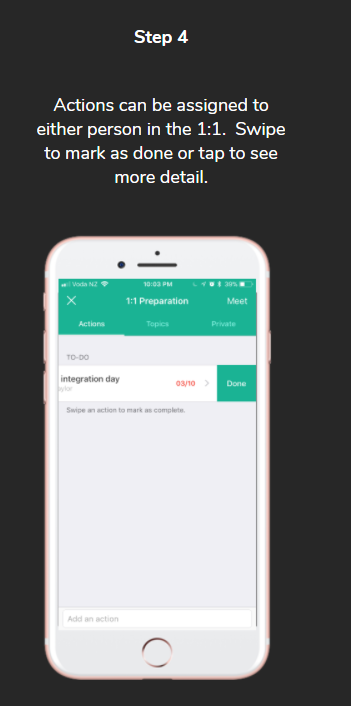 Step 4
Actions can be assigned to
either person in the 1:1. Swipe
to mark as done or tap to see
more detail.
Voda NZ 10:03 PM 39%
1:1 Preparation Meet
Actions Topics Private
TO-DO
integration day 03/10 Done
Swipe an action to mark as complete.
Add an action